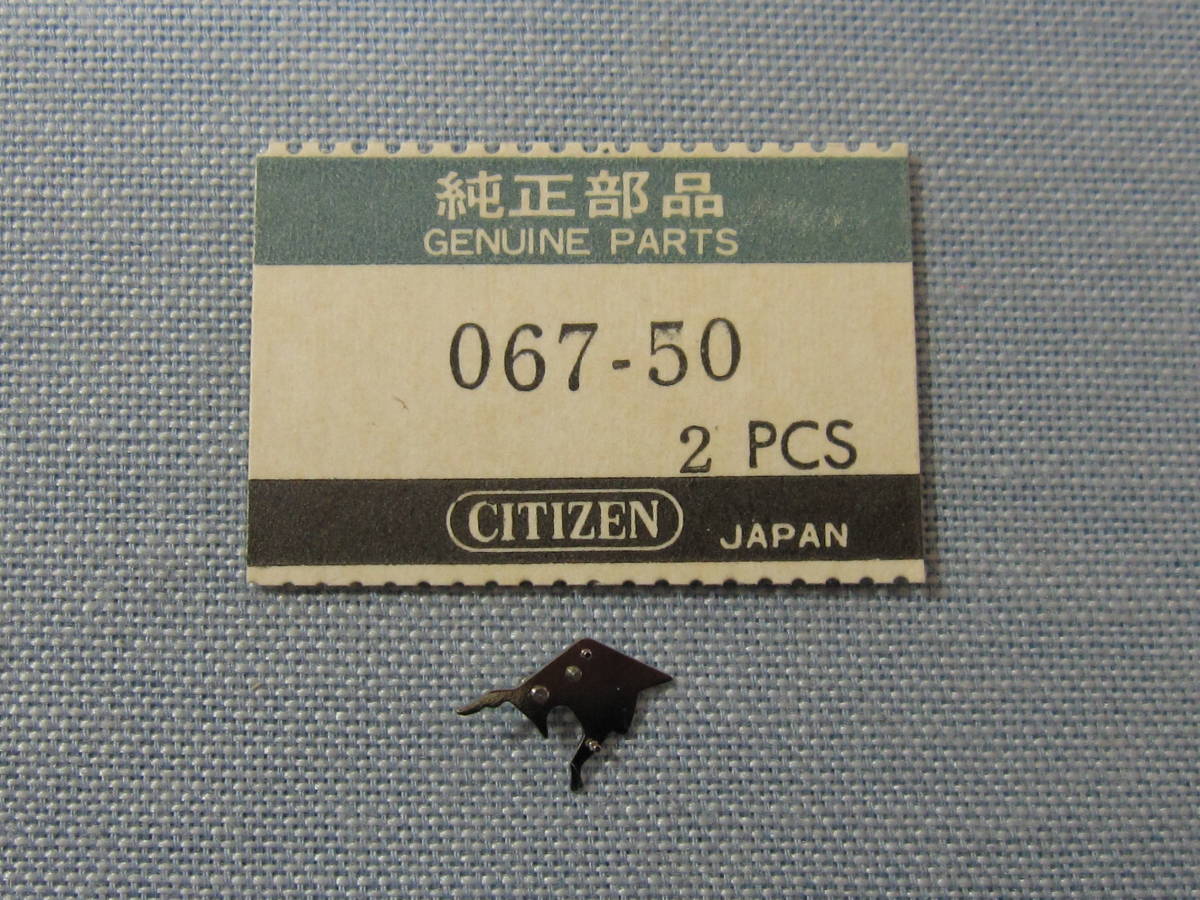 純正部品
GENUINE PARTS
067-50
2 PCS
CITIZEN JAPAN